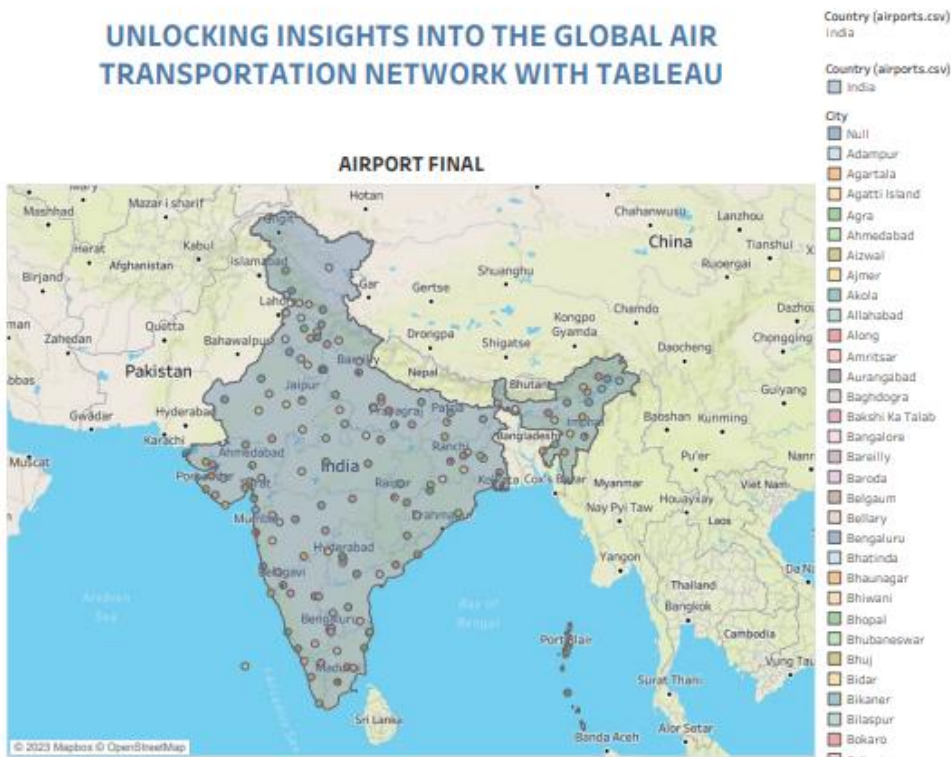 UNLOCKING INSIGHTS INTO THE GLOBAL AIR
TRANSPORTATION NETWORK WITH TABLEAU
Country (airports.csv)
India
Country (airports.csv)
India
City
Null
Adampur
Agartala
Agatti Island
Agra
Ahmedabad
Aizwal
Ajmer
Akola
Allahabad
Along
Amritsar
Aurangabad
Baghdogra
Bakshi Ka Talab
Bangalore
Bareilly
Baroda
Belgaum
Bellary
Bengaluru
Bhatinda
Bhaunagar
Bhiwani
Bhopal
Bhubaneswar
Bhuj
Bidar
Bikaner
Bilaspur
Bokaro
AIRPORT FINAL
Mashhad
Mazar i sharif
Hotan
Chahanwusu
Lanzhou
Herat
Kabul
China
Tianshui
Afghanistan
Islamabad
Ruoergai
Birjand
Shuanghu
Gar
Gertse
Zahedan
Quetta
Kongpo
Gyamda
Chamdo
Bahawalpur
Drongpa
Shigatse
Daocheng
Chongqing
Pakistan
Bareilly
Nepal
Jaipur
Bhutan
Guiyang
Gwadar
Hyderabad
Prayagraj
Patna
Imphal
Baoshan
Kunming
Karachi
Bangladesh
Muscat
Ahmedabad
Ranchi
Pu'er
India
Kolkata
Cox's Bazar
Myanmar
Viet Nam
Raipur
Houayxay
Mumbai
Nay Pyi Taw
Laos
Hyderabad
Yangon
Belagavi
Thailand
Arabian
Sea
Bay of
Bengal
Bangkok
Bengaluru
Port Blair
Cambodia
Madurai
Surat Thani
Sri Lanka
Alor Setar
Banda Aceh
© 2023 Mapbox © OpenStreetMap